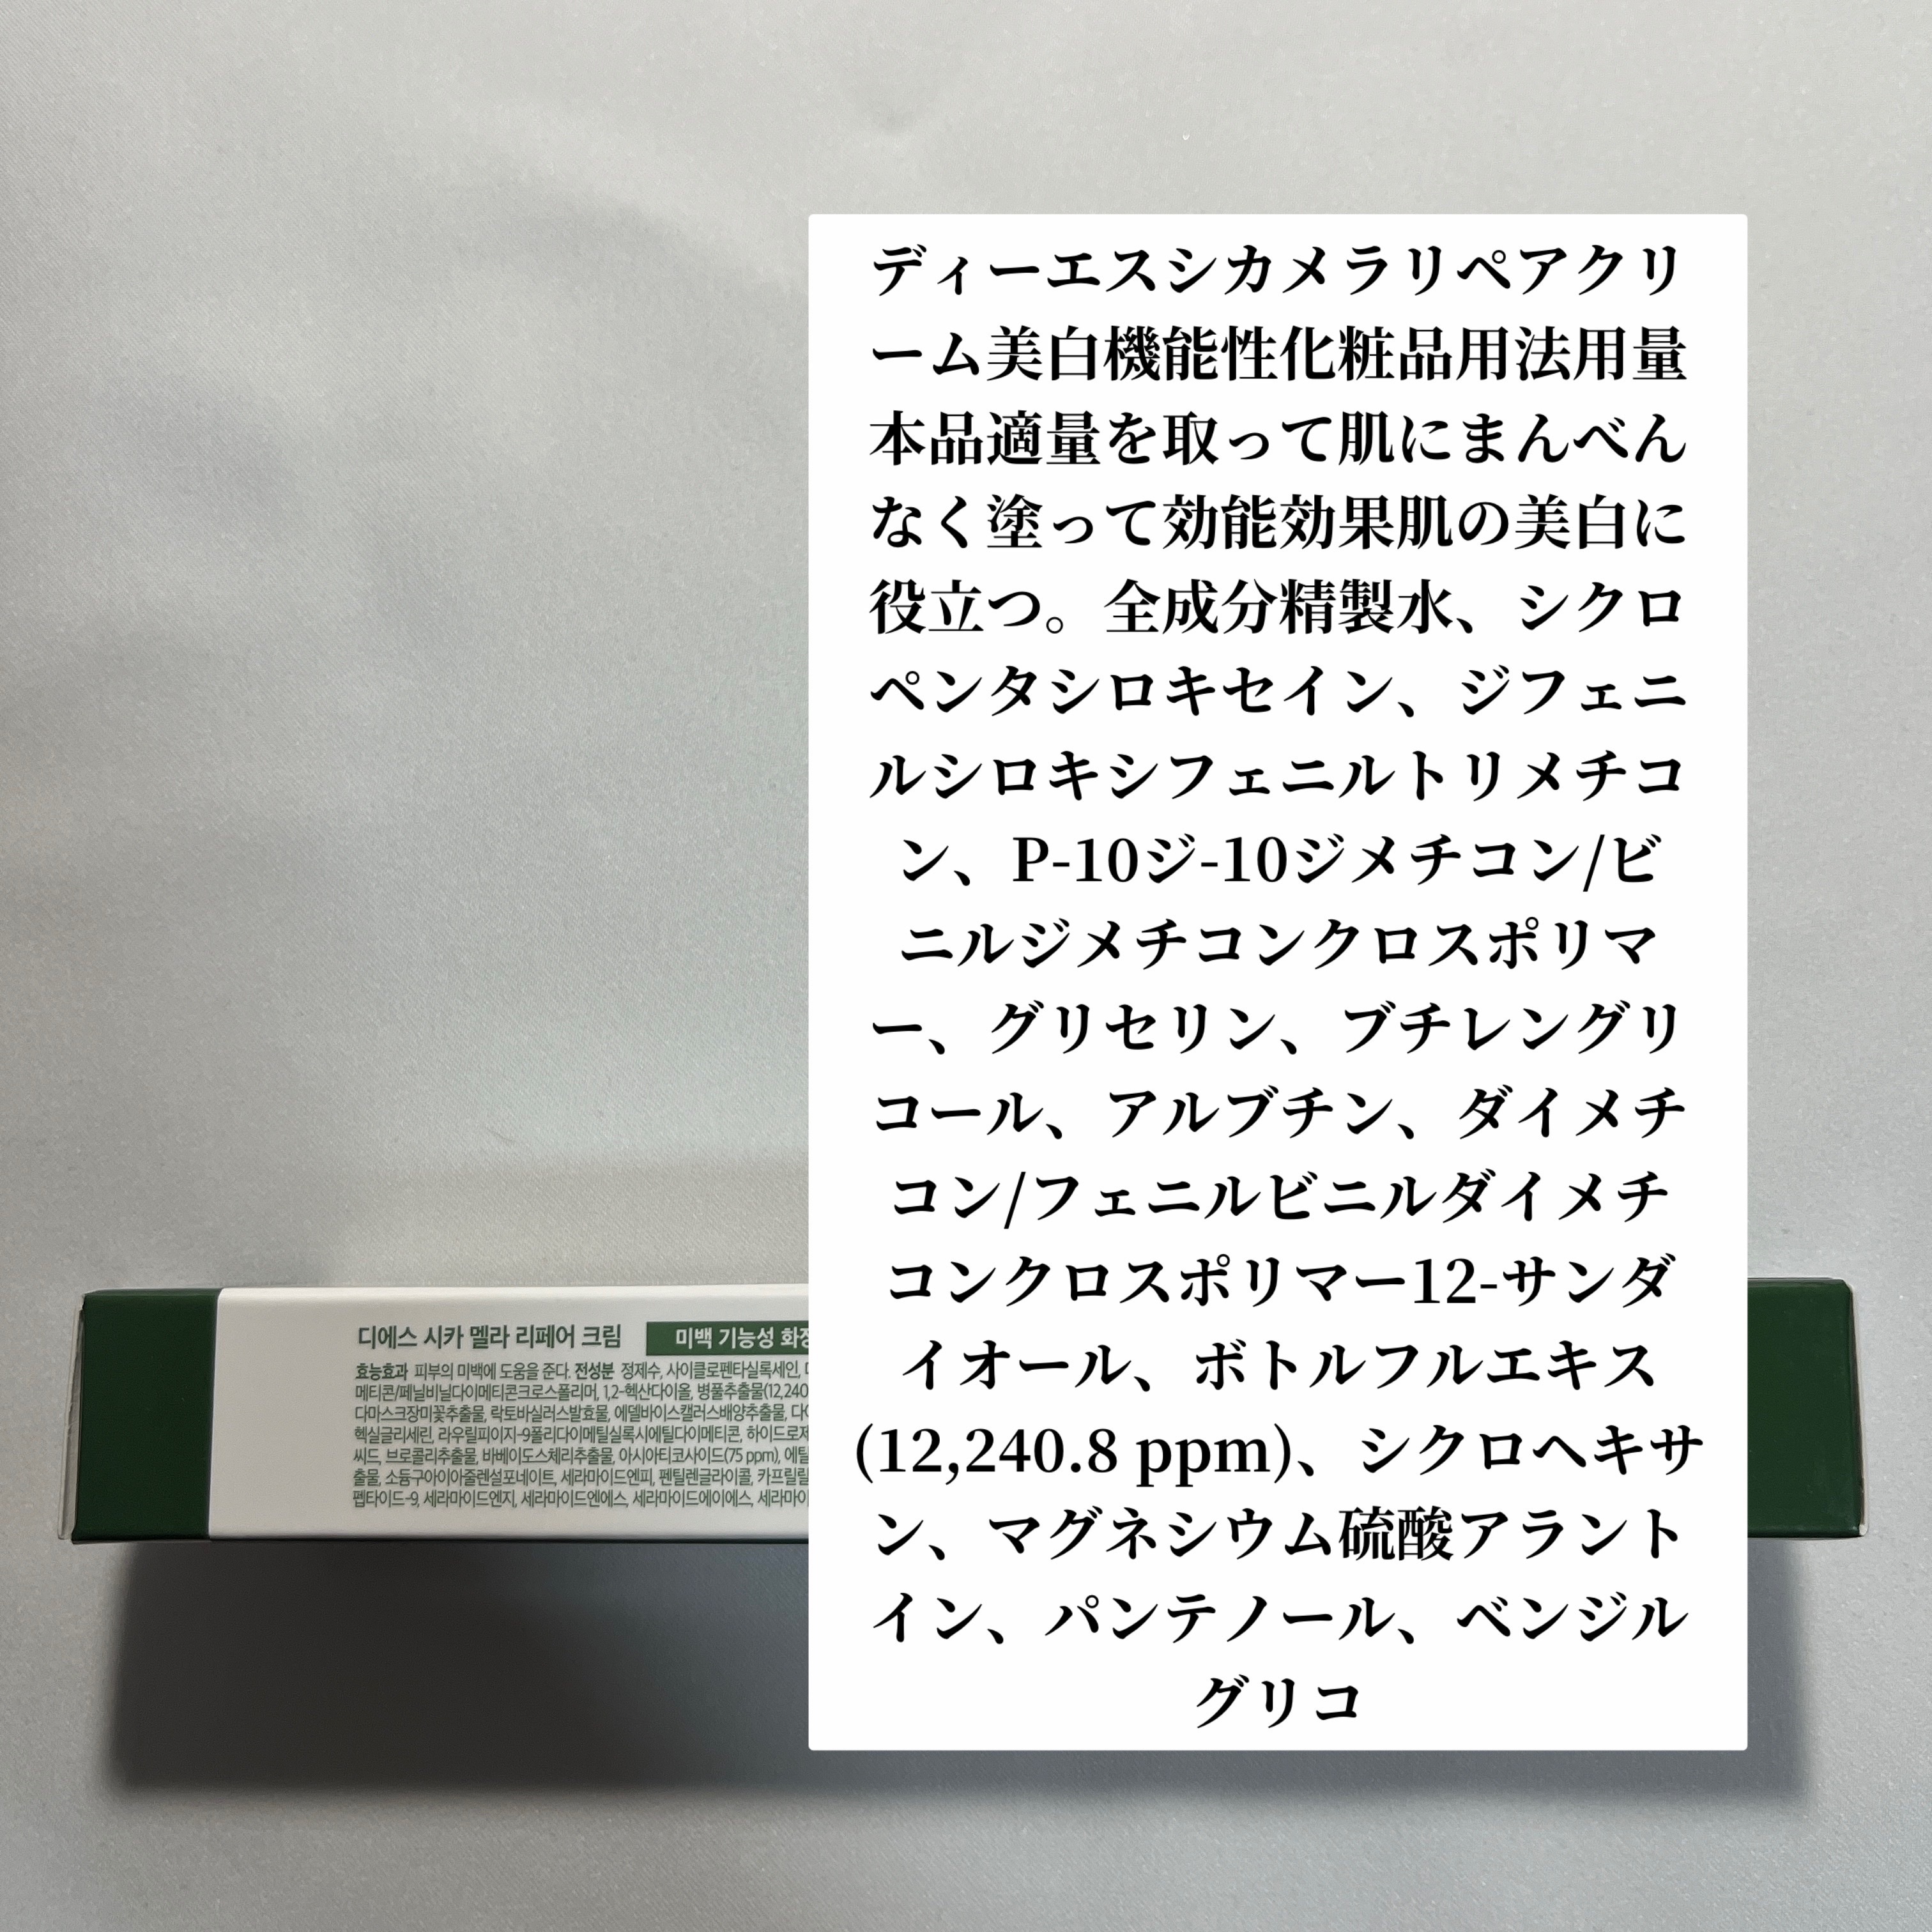 ディーエスシカメラリペアクリ
ーム美白機能性化粧品用法用量
本品適量を取って肌にまんべん
なく塗って効能効果肌の美白に
役立つ。全成分精製水、シクロ
ペンタシロキセイン、ジフェニ
ルシロキシフェニルトリメチコ
ン、P-10ジ-10ジメチコン/ビ
ニルジメチコンクロスポリマ
ー、グリセリン、ブチレングリ
コール、アルブチン、ダイメチ
コン/フェニルビニルダイメチ
コンクロスポリマー12-サンダ
イオール、ボトルフルエキス
(12,240.8 ppm)、シクロヘキサ
ン、マグネシウム硫酸アラント
イン、パンテノール、ベンジル
グリコ
디에스 시카 멜라 리페어 크림 미백 기능성 화장
효능효과 피부의 미백에 도움을 준다. 전성분 정제수, 사이클로펜타실록세인,
메티콘/페닐비닐다이메티콘크로스폴리머, 1,2-헥산다이올, 병풀추출물(12,240
다마스크장미꽃추출물, 락토바실러스발효물, 에델바이스캘러스배양추출물,
헥실글리세린, 라우릴피이지-9폴리다이메틸실록시에틸다이메티콘, 하이드로제
씨드, 브로콜리추출물, 바베이도스체리추출물, 아시아티코사이드(75 ppm), 에틸
출물, 소듐구아이아줄렌설포네이트, 세라마이드엔피, 펜틸렌글라이콜, 카프릴릴
펩타이드-9, 세라마이드엔지, 세라마이드엔에스, 세라마이드에이에스, 세라마이